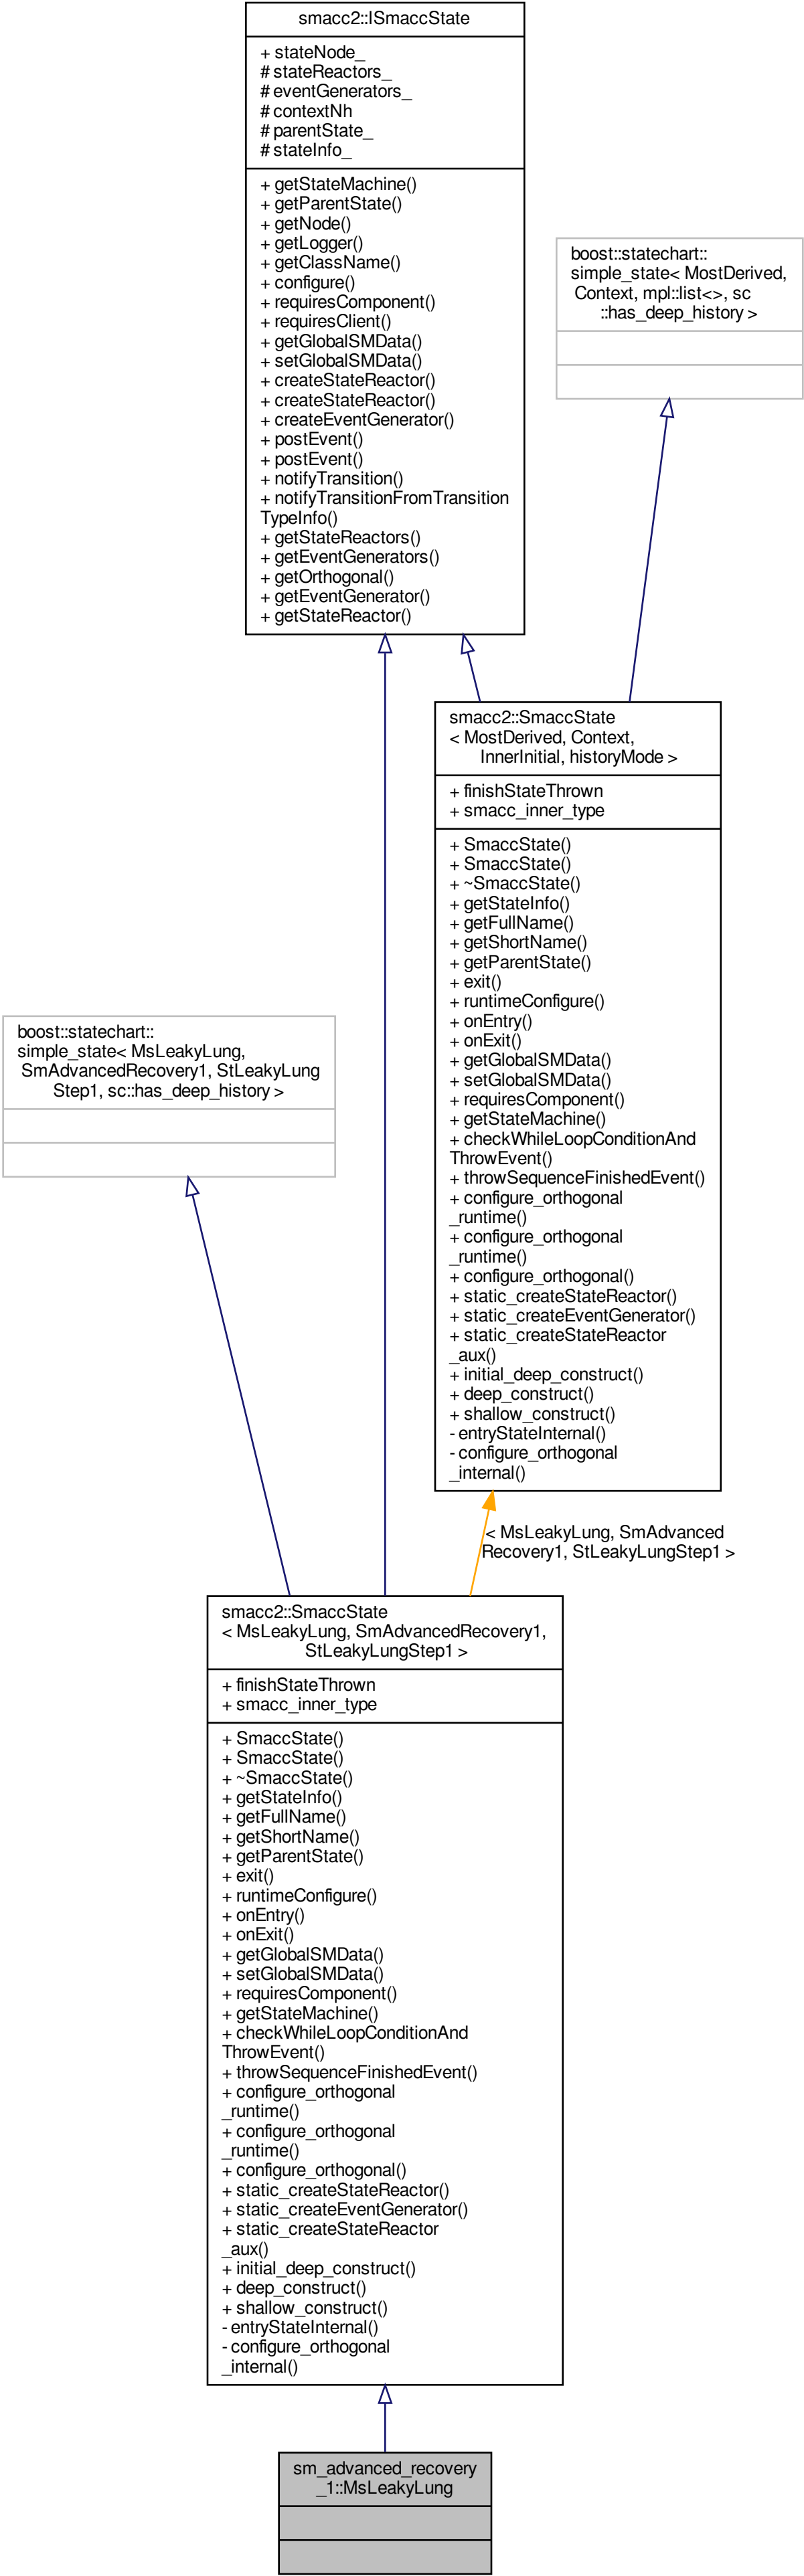 smacc2::ISmaccState
+ stateNode_
# stateReactors_
# eventGenerators_
# contextNh
# parentState_
# stateInfo_
+ getStateMachine()
+ getParentState()
+ getNode()
+ getLogger()
+ getClassName()
+ configure()
+ requiresComponent()
+ requiresClient()
+ getGlobalSMData()
+ setGlobalSMData()
+ createStateReactor()
+ createStateReactor()
+ createEventGenerator()
+ postEvent()
+ postEvent()
+ notifyTransition()
+ notifyTransitionFromTransition
TypeInfo()
+ getStateReactors()
+ getEventGenerators()
+ getOrthogonal()
+ getEventGenerator()
+ getStateReactor()
boost::statechart::
simple_state< MostDerived,
Context, mpl::list<>, sc
::has_deep_history >
smacc2::SmaccState
< MostDerived, Context,
InnerInitial, historyMode >
+ finishStateThrown
+ smacc_inner_type
+ SmaccState()
+ SmaccState()
+ ~SmaccState()
+ getStateInfo()
+ getFullName()
+ getShortName()
+ getParentState()
+ exit()
+ runtimeConfigure()
+ onEntry()
+ onExit()
+ getGlobalSMData()
+ setGlobalSMData()
+ requiresComponent()
+ getStateMachine()
+ checkWhileLoopConditionAnd
ThrowEvent()
+ throwSequenceFinishedEvent()
+ configure_orthogonal
_runtime()
+ configure_orthogonal
_runtime()
+ configure_orthogonal()
+ static_createStateReactor()
+ static_createEventGenerator()
+ static_createStateReactor
_aux()
+ initial_deep_construct()
+ deep_construct()
+ shallow_construct()
- entryStateInternal()
- configure_orthogonal
_internal()
boost::statechart::
simple_state< MsLeakyLung,
SmAdvancedRecovery1, StLeakyLung
Step1, sc::has_deep_history >
< MsLeakyLung, SmAdvanced
Recovery1, StLeakyLungStep1 >
smacc2::SmaccState
< MsLeakyLung, SmAdvancedRecovery1,
StLeakyLungStep1 >
+ finishStateThrown
+ smacc_inner_type
+ SmaccState()
+ SmaccState()
+ ~SmaccState()
+ getStateInfo()
+ getFullName()
+ getShortName()
+ getParentState()
+ exit()
+ runtimeConfigure()
+ onEntry()
+ onExit()
+ getGlobalSMData()
+ setGlobalSMData()
+ requiresComponent()
+ getStateMachine()
+ checkWhileLoopConditionAnd
ThrowEvent()
+ throwSequenceFinishedEvent()
+ configure_orthogonal
_runtime()
+ configure_orthogonal
_runtime()
+ configure_orthogonal()
+ static_createStateReactor()
+ static_createEventGenerator()
+ static_createStateReactor
_aux()
+ initial_deep_construct()
+ deep_construct()
+ shallow_construct()
- entryStateInternal()
- configure_orthogonal
_internal()
sm_advanced_recovery
_1::MsLeakyLung